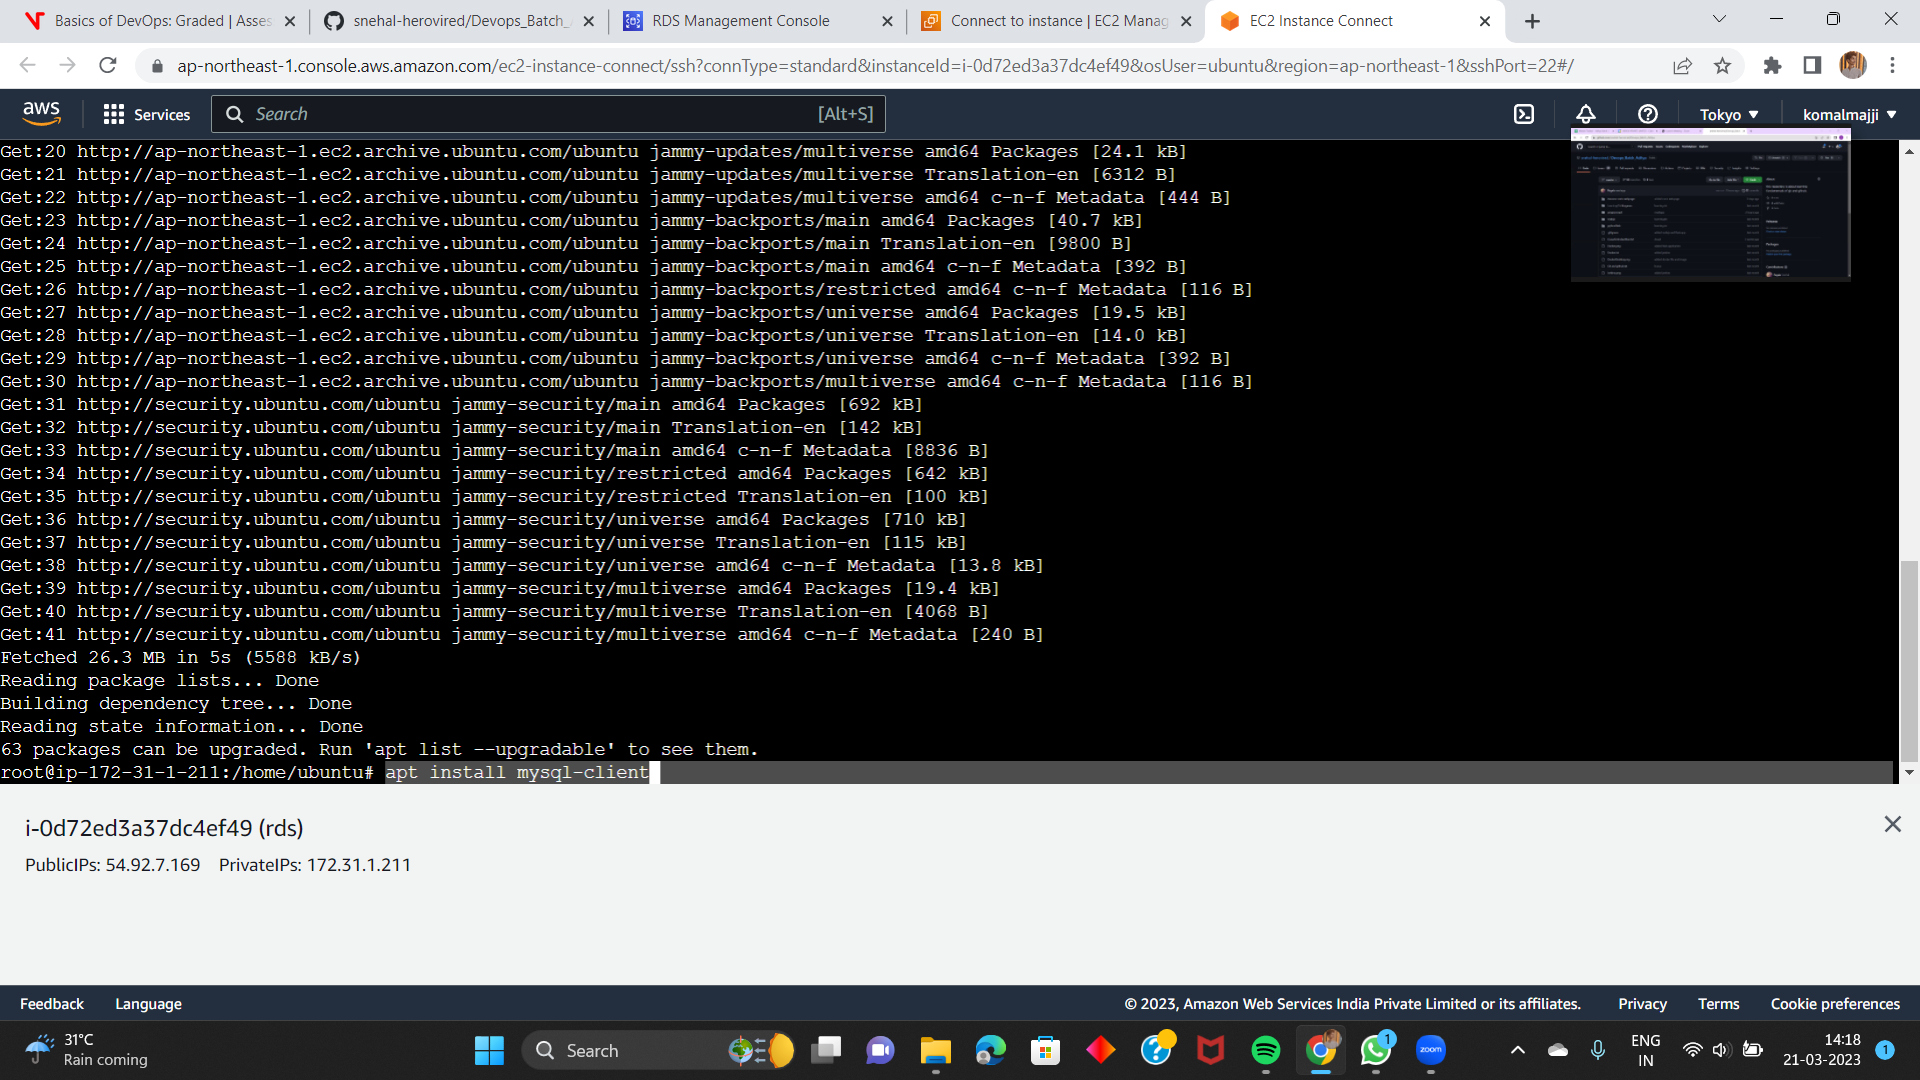 Basics of DevOps: Graded | Asses
snehal-herovired/Devops_Batch_
RDS Management Console
Connect to instance | EC2 Manag
EC2 Instance Connect
ap-northeast-1.console.aws.amazon.com/ec2-instance-connect/ssh?connType=standard&instanceId=i-0d72ed3a37dc4ef49&osUser=ubuntu&region=ap-northeast-1&sshPort=22#/
aws
Services
Search
[Alt+S]
Tokyo
komalmajji
Get:20 http://ap-northeast-1.ec2.archive.ubuntu.com/ubuntu jammy-updates/multiverse amd64 Packages [24.1 kB]
Get:21 http://ap-northeast-1.ec2.archive.ubuntu.com/ubuntu jammy-updates/multiverse Translation-en [6312 B]
Get:22 http://ap-northeast-1.ec2.archive.ubuntu.com/ubuntu jammy-updates/multiverse amd64 c-n-f Metadata [444 B]
Get:23 http://ap-northeast-1.ec2.archive.ubuntu.com/ubuntu jammy-backports/main amd64 Packages [40.7 kB]
Get:24 http://ap-northeast-1.ec2.archive.ubuntu.com/ubuntu jammy-backports/main Translation-en [9800 B]
Get:25 http://ap-northeast-1.ec2.archive.ubuntu.com/ubuntu jammy-backports/main amd64 c-n-f Metadata [392 B]
Get:26 http://ap-northeast-1.ec2.archive.ubuntu.com/ubuntu jammy-backports/restricted amd64 c-n-f Metadata [116 B]
Get:27 http://ap-northeast-1.ec2.archive.ubuntu.com/ubuntu jammy-backports/universe amd64 Packages [19.5 kB]
Get:28 http://ap-northeast-1.ec2.archive.ubuntu.com/ubuntu jammy-backports/universe Translation-en [14.0 kB]
Get:29 http://ap-northeast-1.ec2.archive.ubuntu.com/ubuntu jammy-backports/universe amd64 c-n-f Metadata [392 B]
Get:30 http://ap-northeast-1.ec2.archive.ubuntu.com/ubuntu jammy-backports/multiverse amd64 c-n-f Metadata [116 B]
Get:31 http://security.ubuntu.com/ubuntu jammy-security/main amd64 Packages [692 kB]
Get:32 http://security.ubuntu.com/ubuntu jammy-security/main Translation-en [142 kB]
Get:33 http://security.ubuntu.com/ubuntu jammy-security/main amd64 c-n-f Metadata [8836 B]
Get:34 http://security.ubuntu.com/ubuntu jammy-security/restricted amd64 Packages [642 kB]
Get:35 http://security.ubuntu.com/ubuntu jammy-security/restricted Translation-en [100 kB]
Get:36 http://security.ubuntu.com/ubuntu jammy-security/universe amd64 Packages [710 kB]
Get:37 http://security.ubuntu.com/ubuntu jammy-security/universe Translation-en [115 kB]
Get:38 http://security.ubuntu.com/ubuntu jammy-security/universe amd64 c-n-f Metadata [13.8 kB]
Get:39 http://security.ubuntu.com/ubuntu jammy-security/multiverse amd64 Packages [19.4 kB]
Get:40 http://security.ubuntu.com/ubuntu jammy-security/multiverse Translation-en [4068 B]
Get:41 http://security.ubuntu.com/ubuntu jammy-security/multiverse amd64 c-n-f Metadata [240 B]
Fetched 26.3 MB in 5s (5588 kB/s)
Reading package lists... Done
Building dependency tree... Done
Reading state information... Done
63 packages can be upgraded. Run 'apt list --upgradable' to see them.
root@ip-172-31-1-211:/home/ubuntu# apt install mysql-client
i-0d72ed3a37dc4ef49 (rds)
PublicIPs: 54.92.7.169 PrivateIPs: 172.31.1.211
Feedback
Language
© 2023, Amazon Web Services India Private Limited or its affiliates.
Privacy
Terms
Cookie preferences
31°C
Rain coming
Search
1
zoom
ENG
IN
14:18
21-03-2023
1